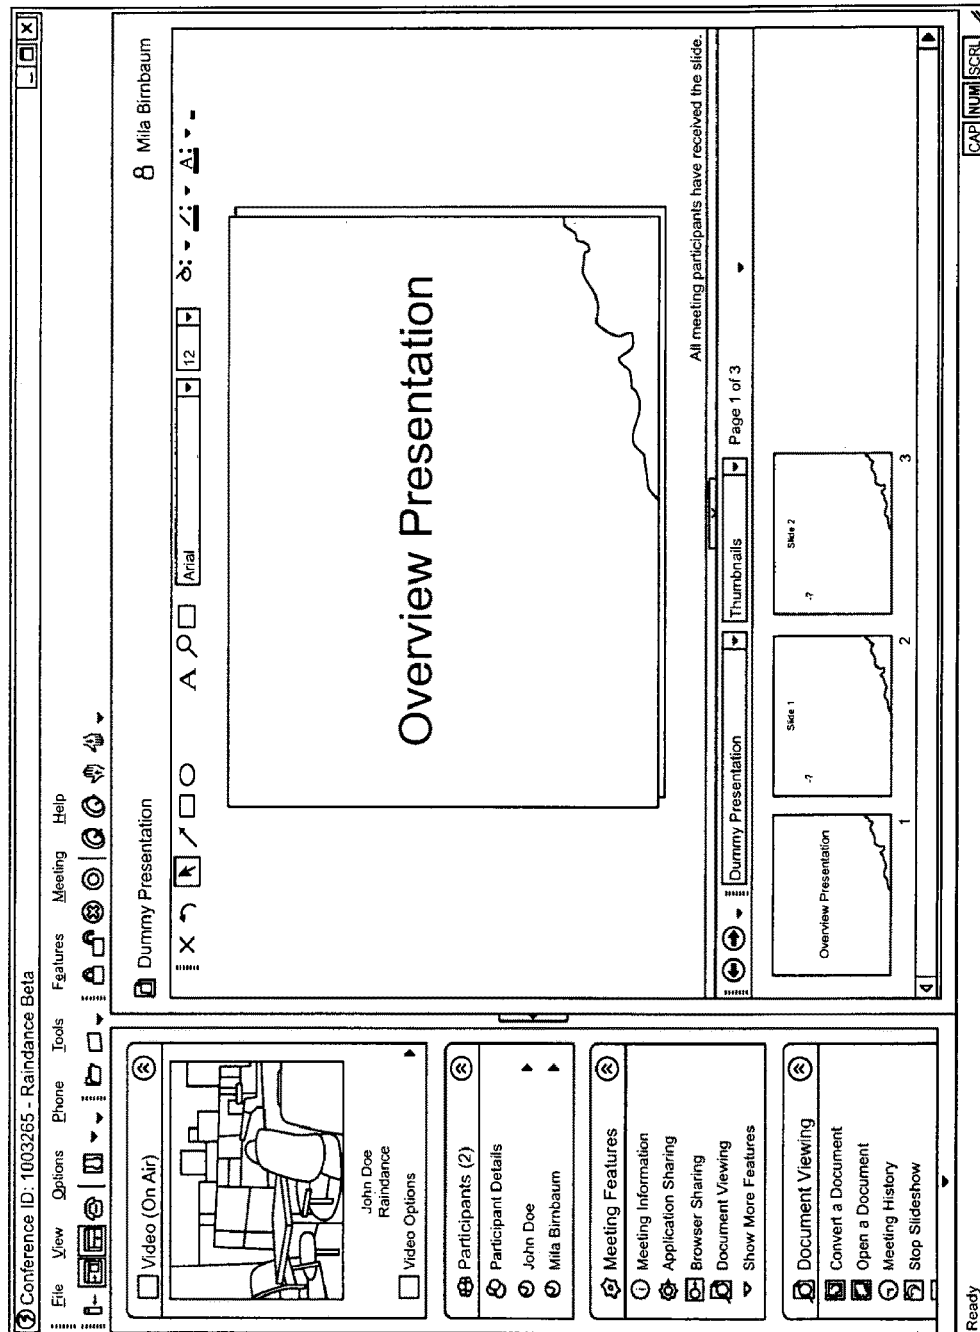 Conference ID: 1003265 - Raindance Beta
File View Options Phone Tools Features Meeting Help
Video (On Air)
John Doe
Raindance
Video Options
Participants (2)
Participant Details
John Doe
Mila Birnbaum
Meeting Features
Meeting Information
Application Sharing
Browser Sharing
Document Viewing
Show More Features
Document Viewing
Convert a Document
Open a Document
Meeting History
Stop Slideshow
Dummy Presentation
Mila Birnbaum
A Arial 12 A
Overview Presentation
All meeting participants have received the slide.
Dummy Presentation Thumbnails Page 1 of 3
Overview Presentation
1
Slide 1
-?
2
Slide 2
-?
3
Ready
CAP NUM SCRL